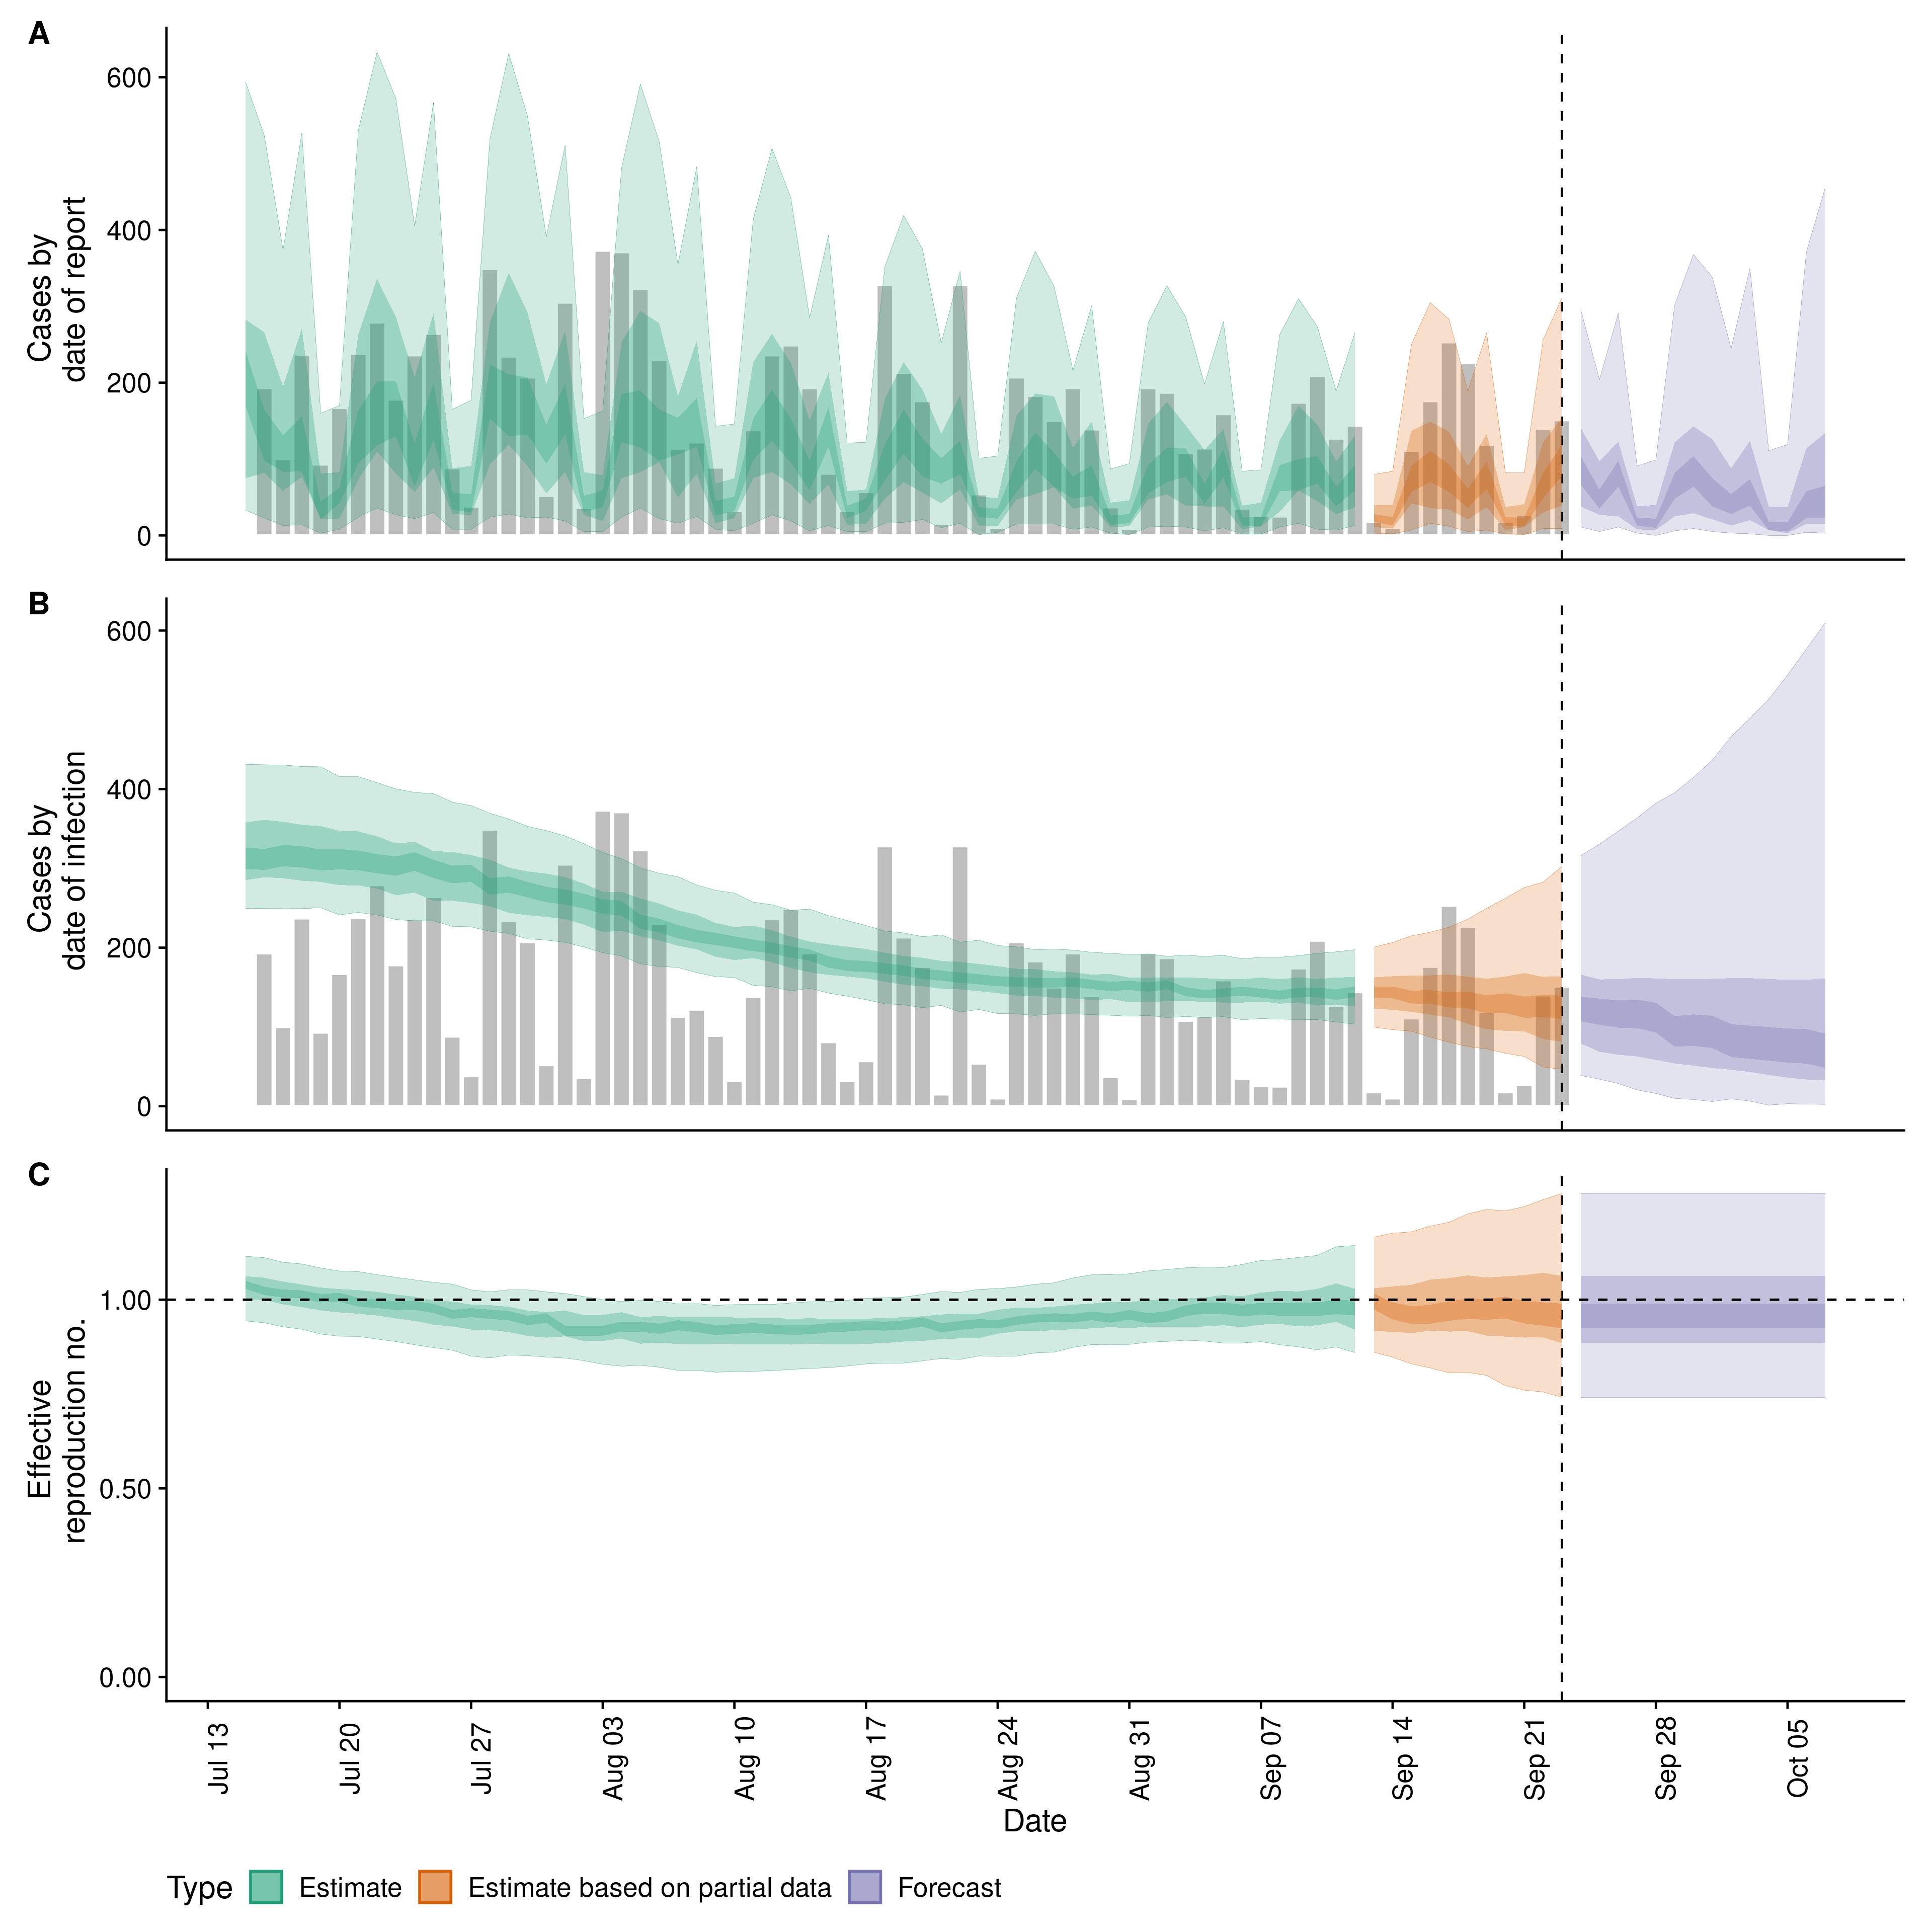 A
Cases by
date of report
600
400
200
0
B
Cases by
date of infection
600
400
200
0
C
Effective
reproduction no.
1.00
0.50
0.00
Jul 13
Jul 20
Jul 27
Aug 03
Aug 10
Aug 17
Aug 24
Aug 31
Sep 07
Sep 14
Sep 21
Sep 28
Oct 05
Date
Type Estimate Estimate based on partial data Forecast